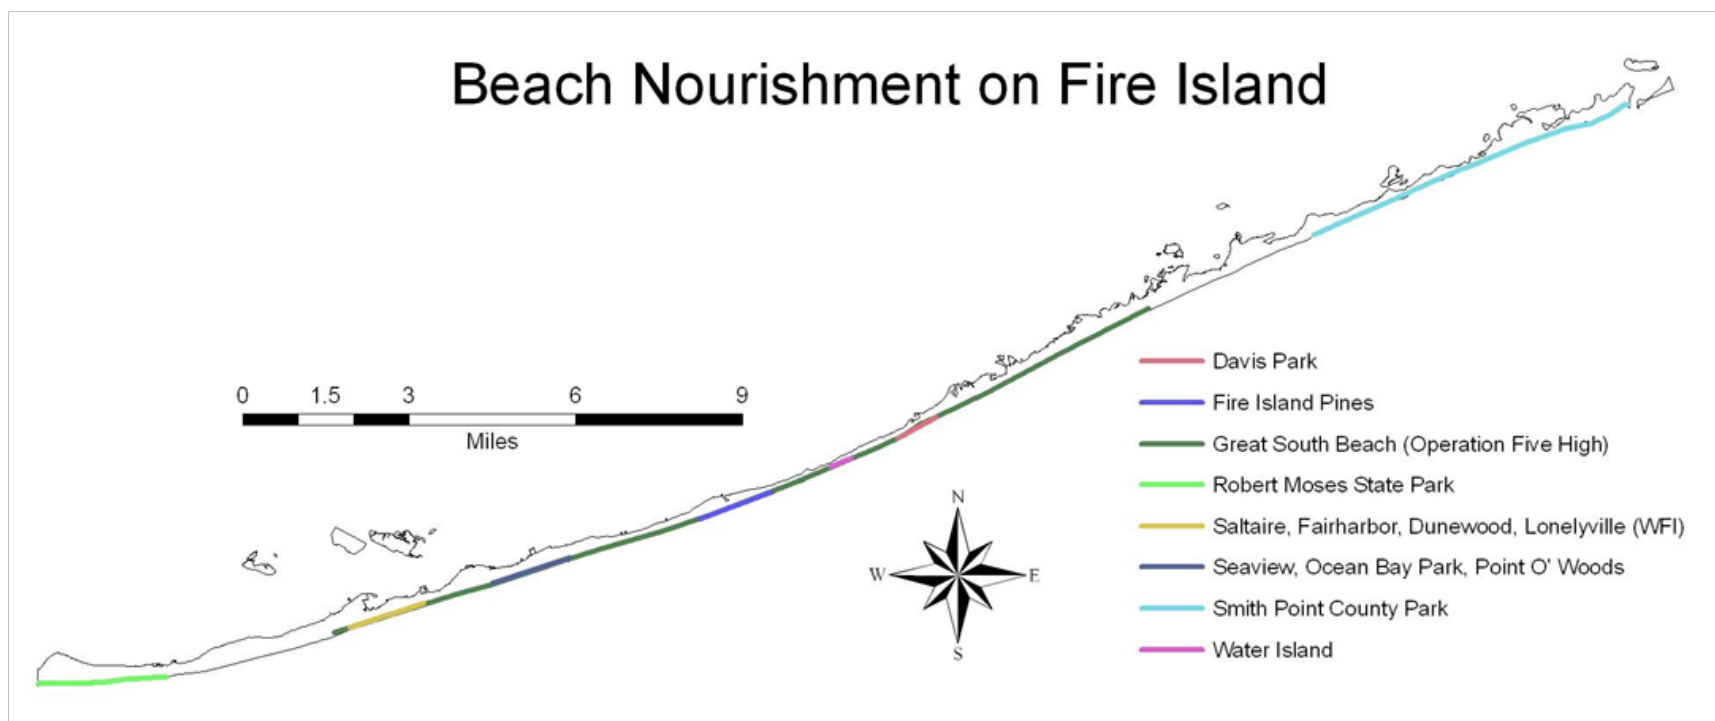 Beach Nourishment on Fire Island
0 1.5 3 6 9
Miles
N
W E
S
Davis Park
Fire Island Pines
Great South Beach (Operation Five High)
Robert Moses State Park
Saltaire, Fairharbor, Dunewood, Lonelyville (WFI)
Seaview, Ocean Bay Park, Point O' Woods
Smith Point County Park
Water Island